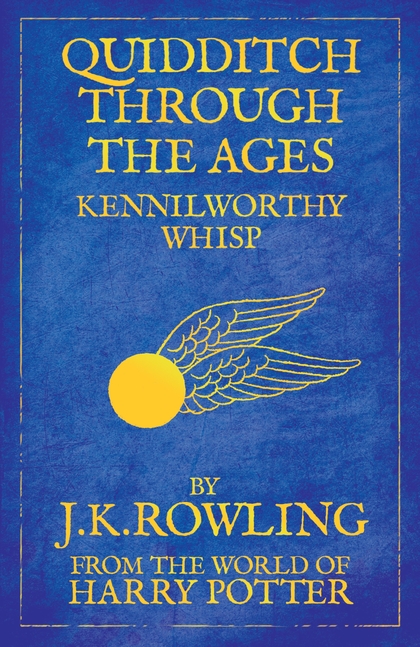 QUIDDITCH
THROUGH
THE AGES
KENNILWORTHY
WHISP
BY
J.K.ROWLING
FROM THE WORLD OF
HARRY POTTER